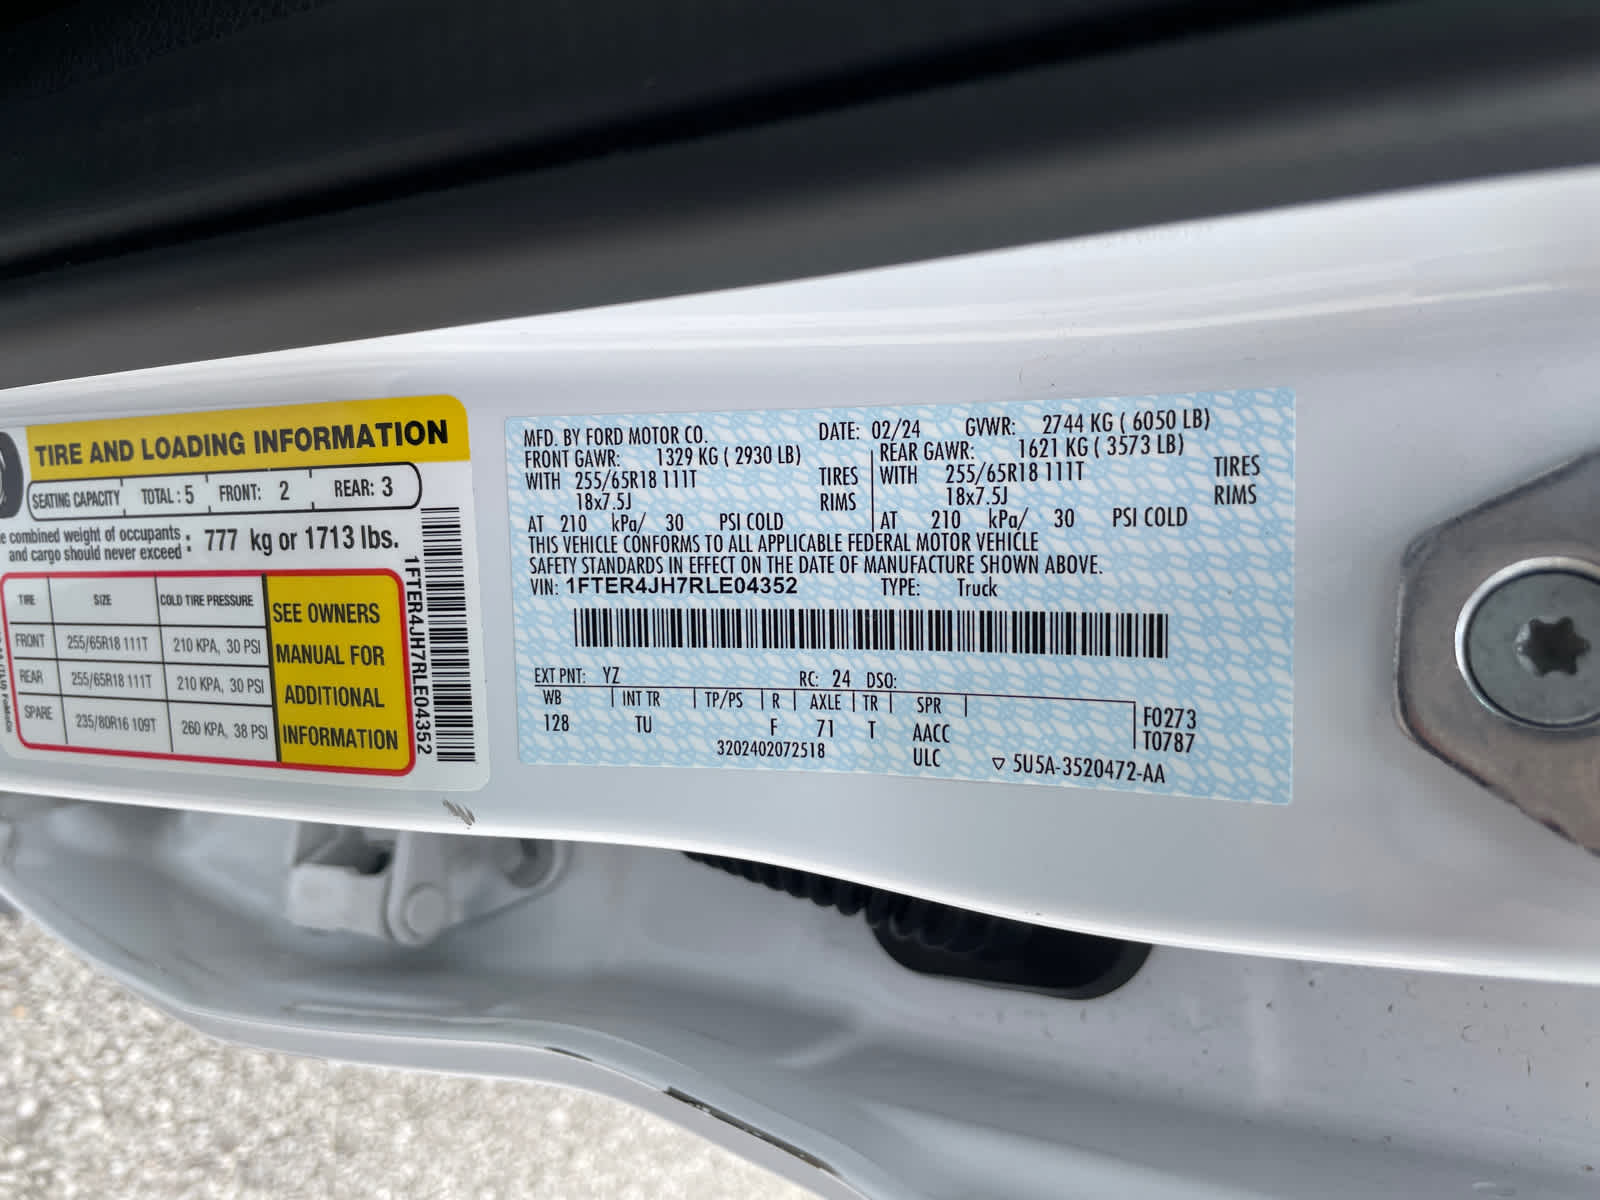 TIRE AND LOADING INFORMATION
SEATING CAPACITY TOTAL: 5 FRONT: 2 REAR: 3
combined weight of occupants and cargo should never exceed : 777 kg or 1713 lbs.
TIRE SIZE COLD TIRE PRESSURE
FRONT 255/65R18 111T 210 KPA, 30 PSI
REAR 255/65R18 111T 210 KPA, 30 PSI
SPARE 235/80R16 109T 260 KPA, 38 PSI
SEE OWNERS
MANUAL FOR
ADDITIONAL
INFORMATION
1FTER4JH7RLE04352
MFD. BY FORD MOTOR CO. DATE: 02/24 GVWR: 2744 KG ( 6050 LB)
FRONT GAWR: 1329 KG ( 2930 LB) REAR GAWR: 1621 KG ( 3573 LB)
WITH 255/65R18 111T TIRES WITH 255/65R18 111T TIRES
18x7.5J RIMS 18x7.5J RIMS
AT 210 kPa/ 30 PSI COLD AT 210 kPa/ 30 PSI COLD
THIS VEHICLE CONFORMS TO ALL APPLICABLE FEDERAL MOTOR VEHICLE
SAFETY STANDARDS IN EFFECT ON THE DATE OF MANUFACTURE SHOWN ABOVE.
VIN: 1FTER4JH7RLE04352 TYPE: Truck
EXT PNT: YZ RC: 24 DSO:
WB INT TR TP/PS R AXLE TR SPR
128 TU F 71 T AACC F0273
T0787
3202402072518 ULC 5U5A-3520472-AA